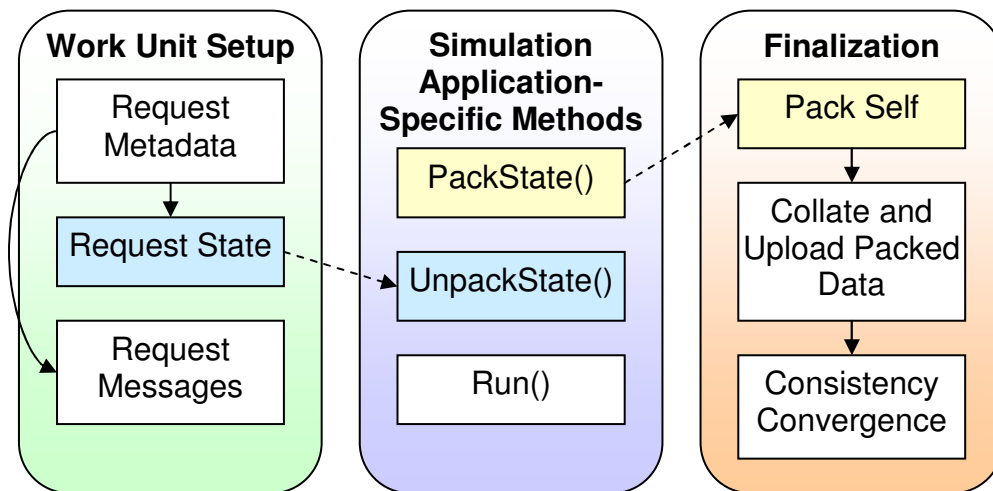 Work Unit Setup
Request
Metadata
Request State
Request
Messages
Simulation
Application-
Specific Methods
PackState()
UnpackState()
Run()
Finalization
Pack Self
Collate and
Upload Packed
Data
Consistency
Convergence